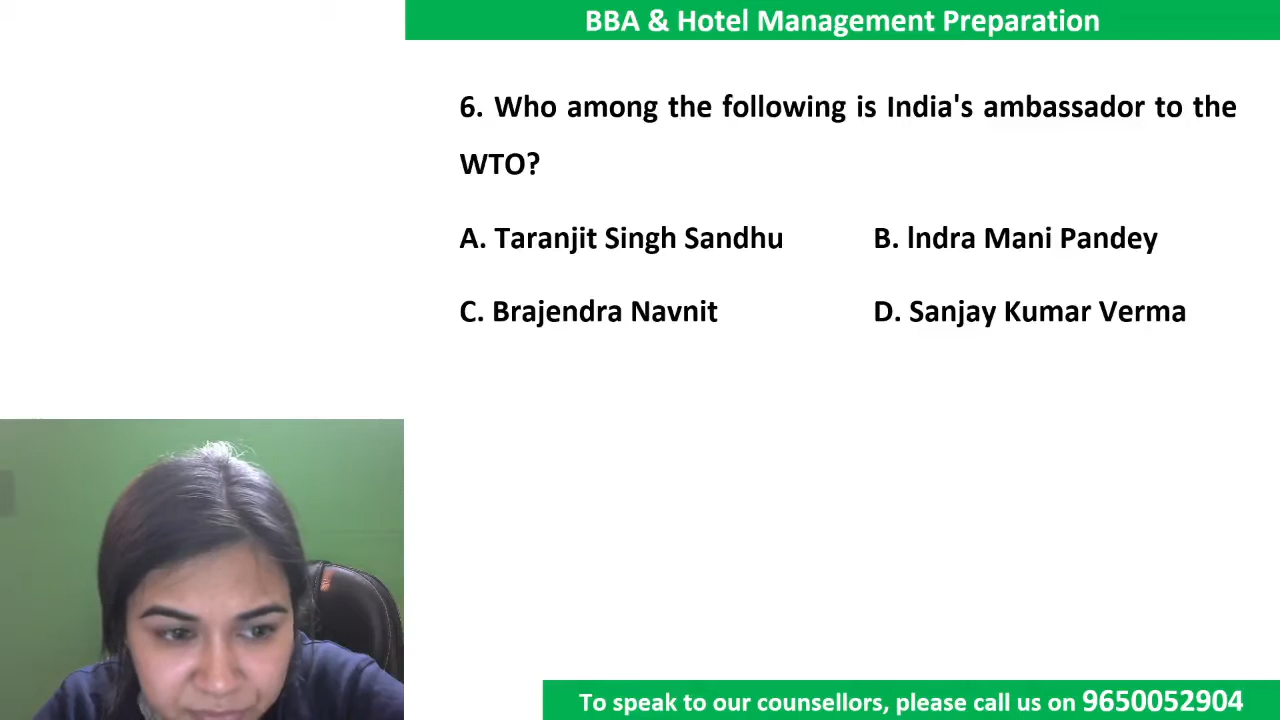 BBA & Hotel Management Preparation
6. Who among the following is India's ambassador to the
WTO?
A. Taranjit Singh Sandhu
B. Indra Mani Pandey
C. Brajendra Navnit
D. Sanjay Kumar Verma
To speak to our counsellors, please call us on 9650052904